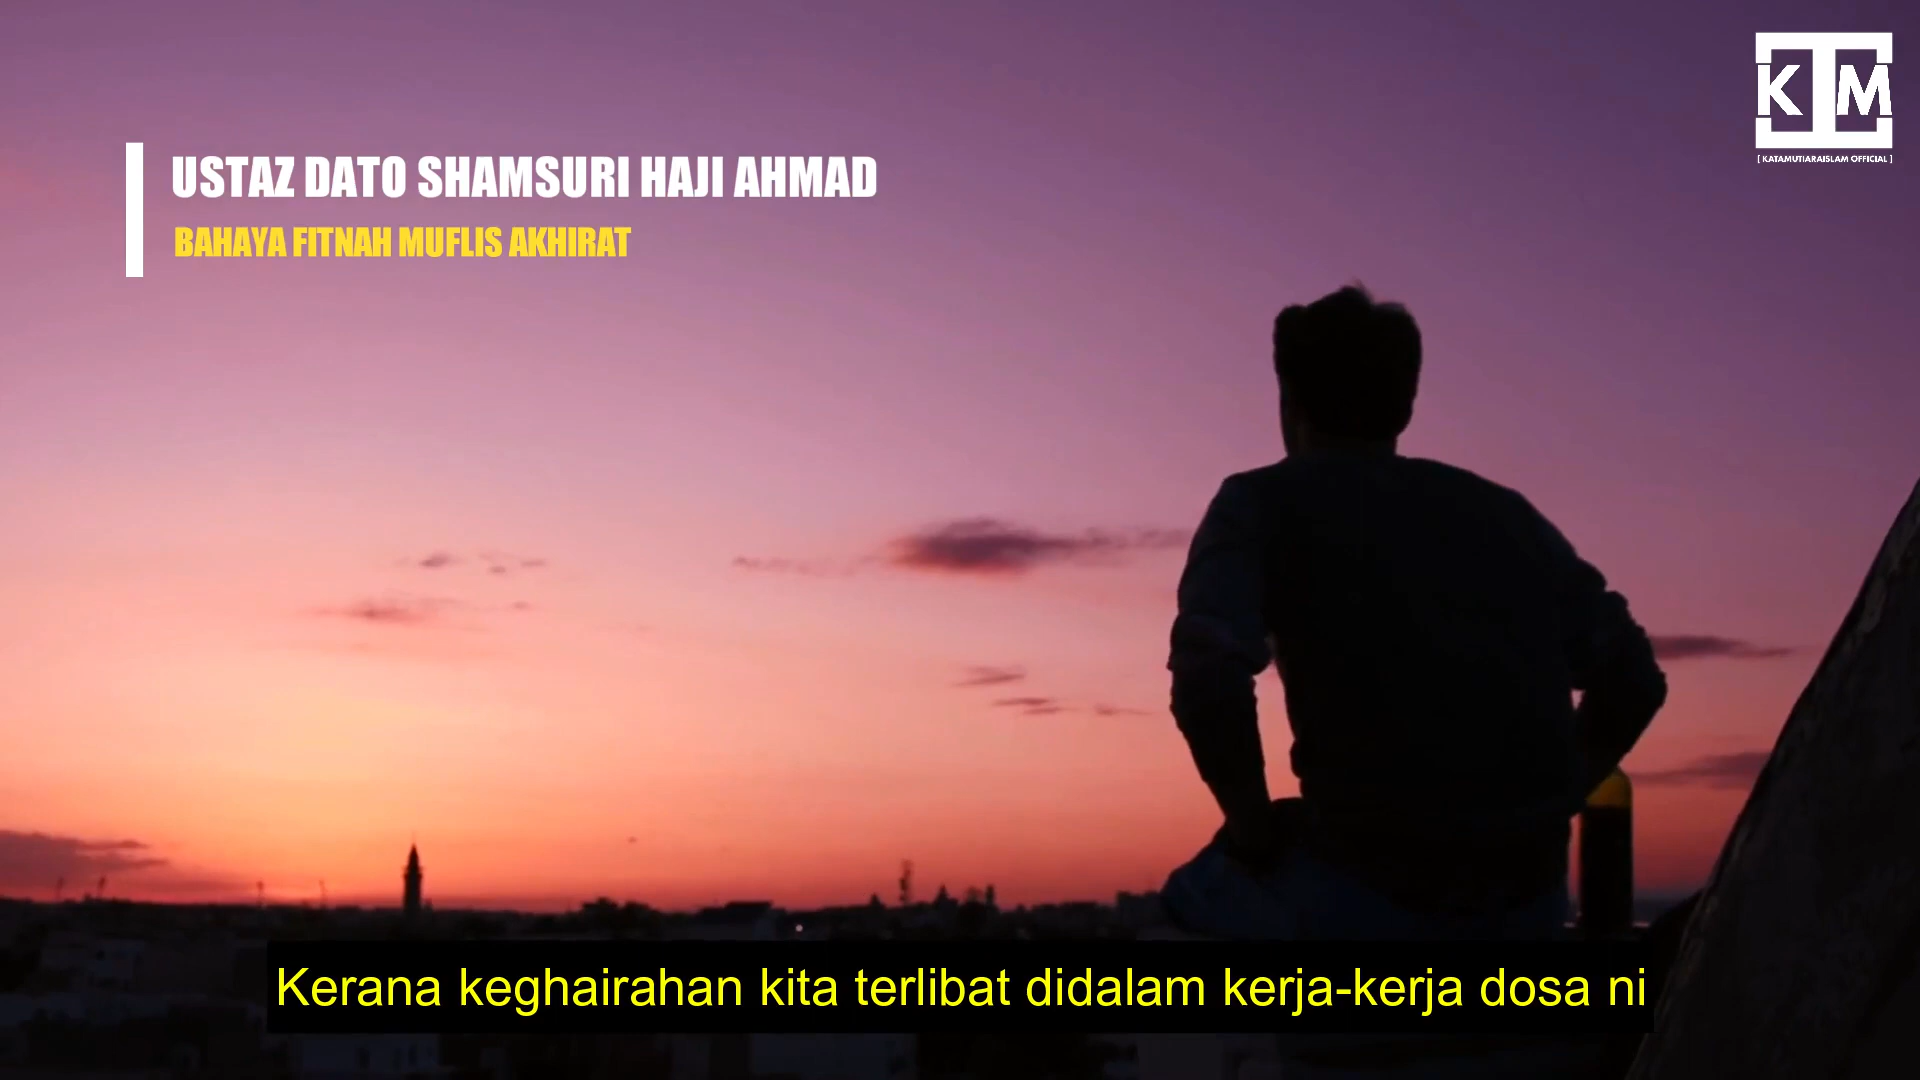 KTM
[ KATAMUTIARAISLAM OFFICIAL ]
USTAZ DATO SHAMSURI HAJI AHMAD
BAHAYA FITNAH MUFLIS AKHIRAT
Kerana keghairahan kita terlibat didalam kerja-kerja dosa ni